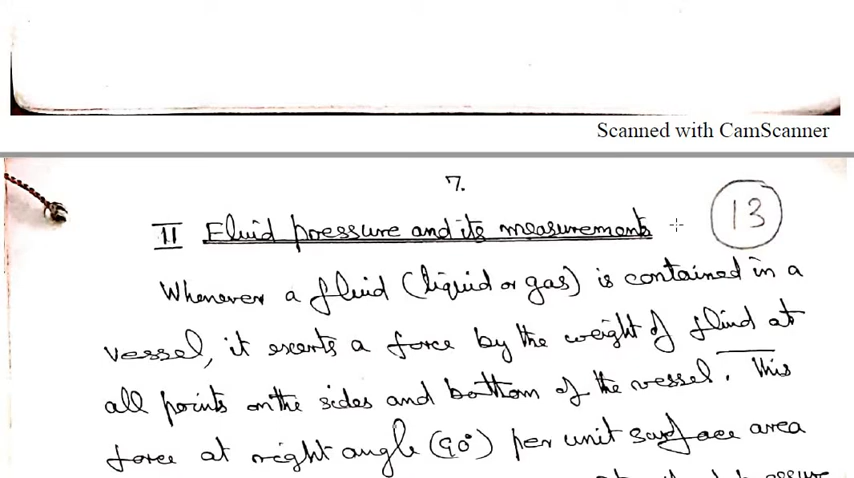 Scanned with CamScanner
7.
II Fluid pressure and its measurements 13
Whenever a fluid (liquid or gas) is contained in a
vessel, it exerts a force by the weight of fluid at
all points on the sides and bottom of the vessel. This
force at right angle (90°) per unit surface area